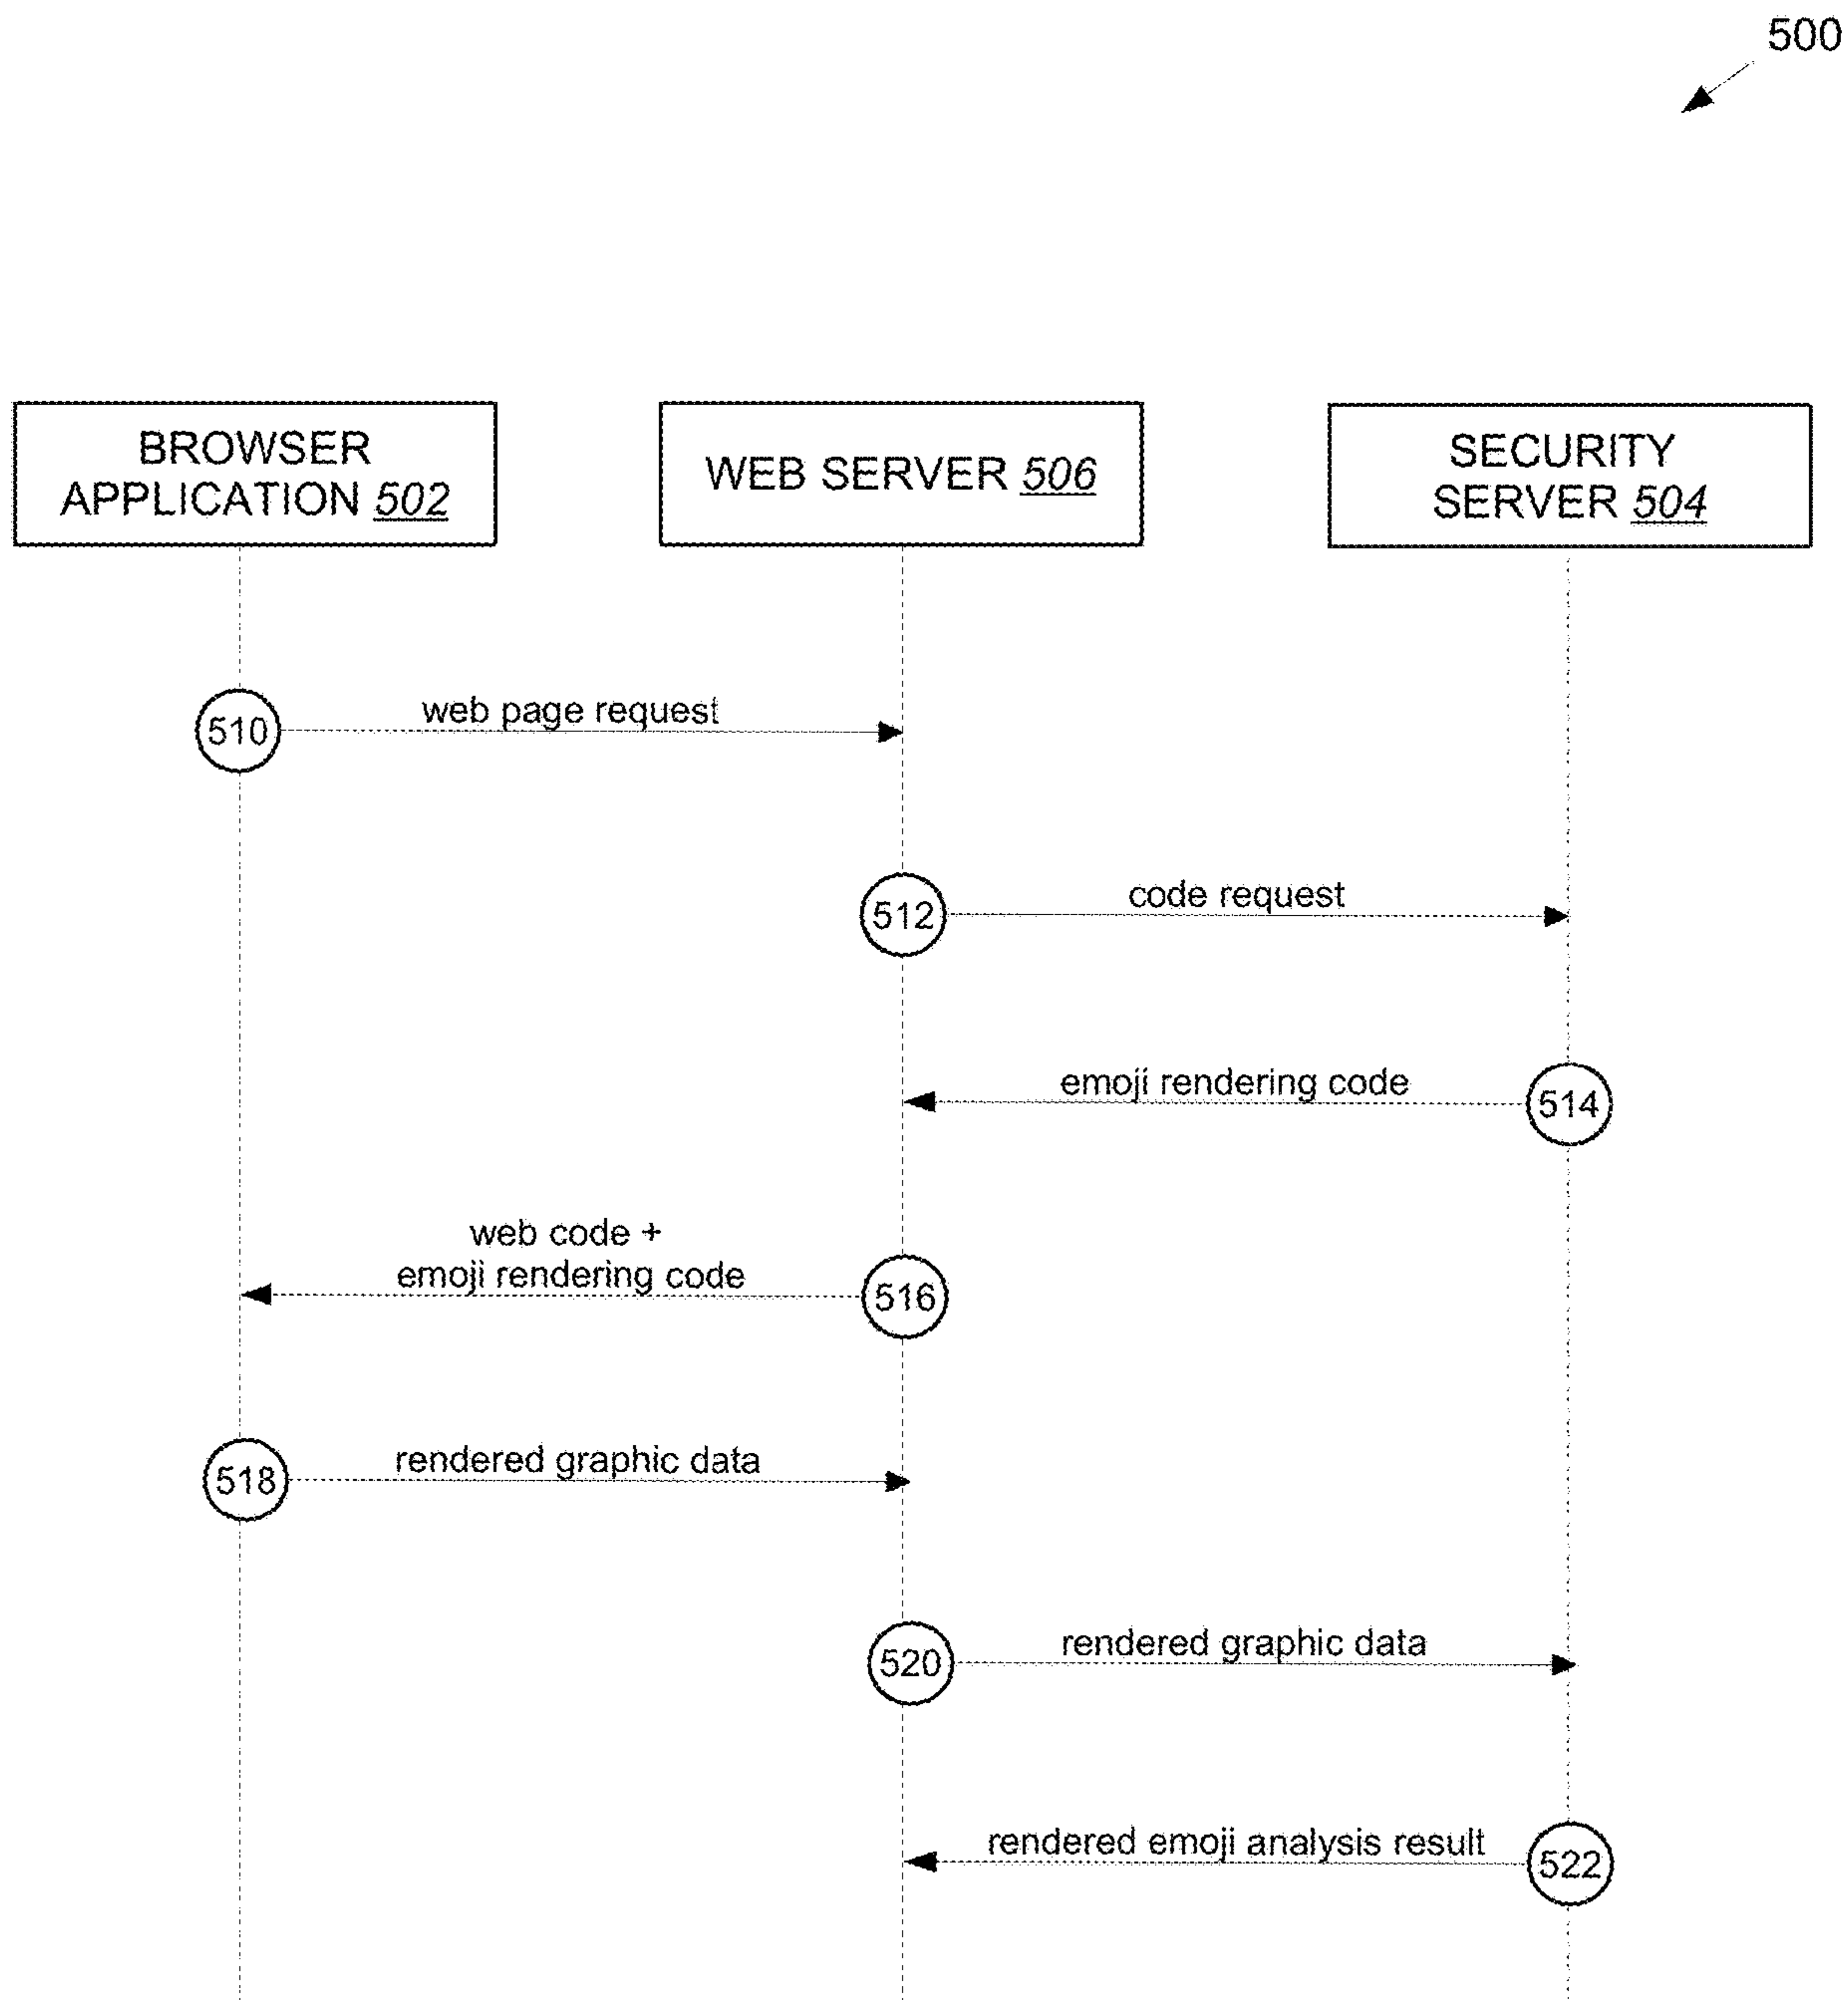 500
BROWSER
APPLICATION 502
WEB SERVER 506
SECURITY
SERVER 504
510
web page request
512
code request
emoji rendering code
514
web code +
emoji rendering code
516
518
rendered graphic data
520
rendered graphic data
rendered emoji analysis result
522